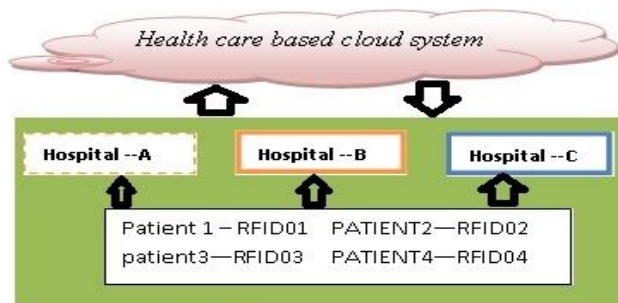 Health care based cloud system
Hospital --A Hospital --B Hospital --C
Patient 1–RFID01 PATIENT2—RFID02
patient3—RFID03 PATIENT4—RFID04